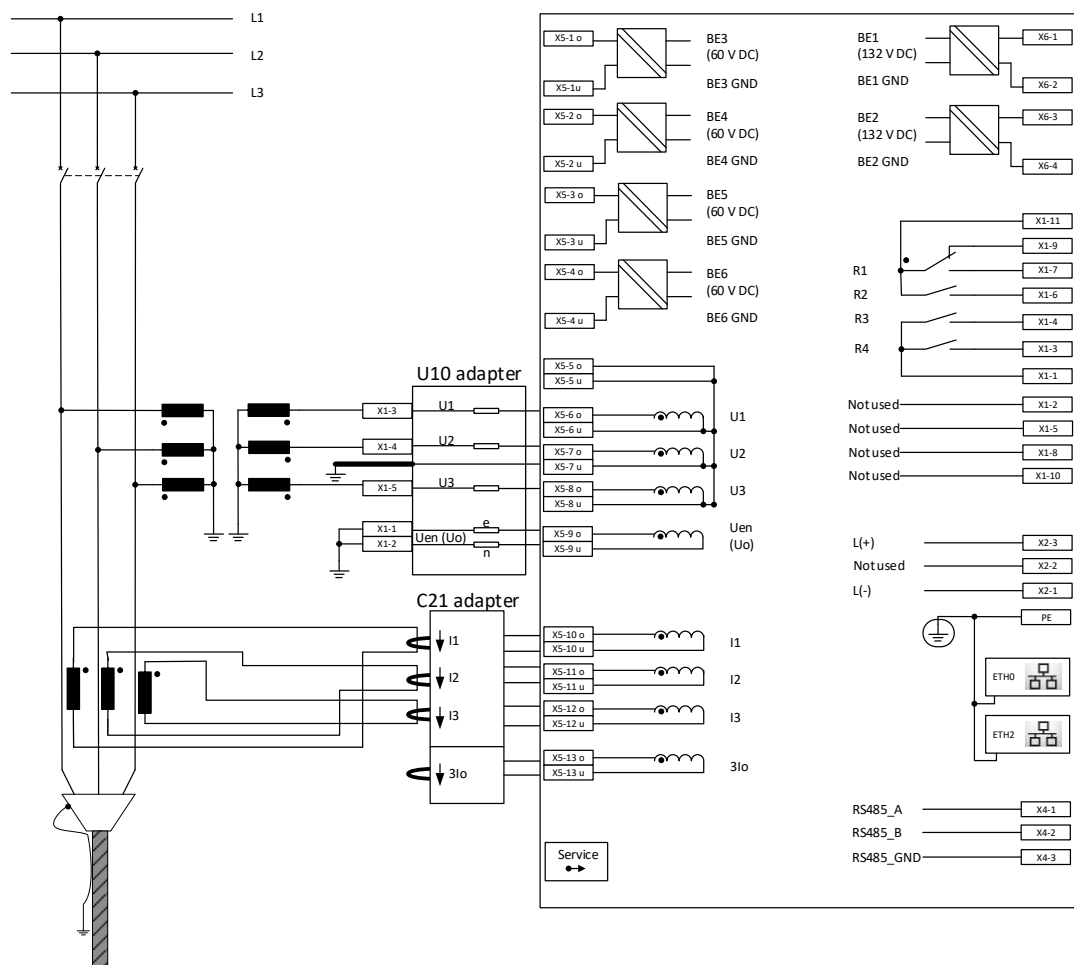 L1
L2
L3
X5-1 o
BE3
(60 V DC)
X5-1u
BE3 GND
X5-2 o
BE4
(60 V DC)
X5-2 u
BE4 GND
X5-3 o
BE5
(60 V DC)
X5-3 u
BE5 GND
X5-4 o
BE6
(60 V DC)
X5-4 u
BE6 GND
BE1
(132 V DC)
X6-1
BE1 GND
X6-2
BE2
(132 V DC)
X6-3
BE2 GND
X6-4
X1-11
X1-9
R1
X1-7
R2
X1-6
R3
X1-4
R4
X1-3
X1-1
Not used
X1-2
Not used
X1-5
Not used
X1-8
Not used
X1-10
U10 adapter
X1-3
U1
X1-4
U2
X1-5
U3
X1-1
X1-2
Uen (Uo)
e
n
X5-5 o
X5-5 u
X5-6 o
X5-6 u
U1
X5-7 o
X5-7 u
U2
X5-8 o
X5-8 u
U3
X5-9 o
X5-9 u
Uen
(Uo)
L(+)
X2-3
Not used
X2-2
L(-)
X2-1
PE
ETH0
ETH2
C21 adapter
I1
I2
I3
3Io
X5-10 o
X5-10 u
I1
X5-11 o
X5-11 u
I2
X5-12 o
X5-12 u
I3
X5-13 o
X5-13 u
3Io
RS485_A
X4-1
RS485_B
X4-2
RS485_GND
X4-3
Service